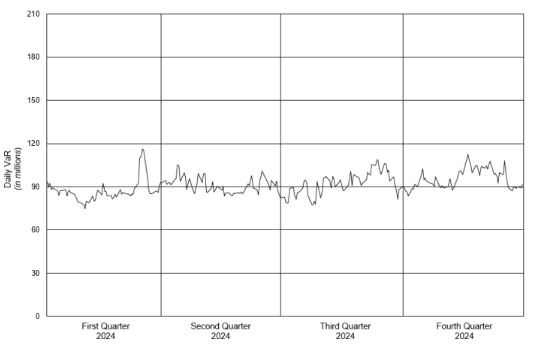 210
180
150
120
90
60
30
0
Daily VaR
(in millions)
First Quarter
2024
Second Quarter
2024
Third Quarter
2024
Fourth Quarter
2024